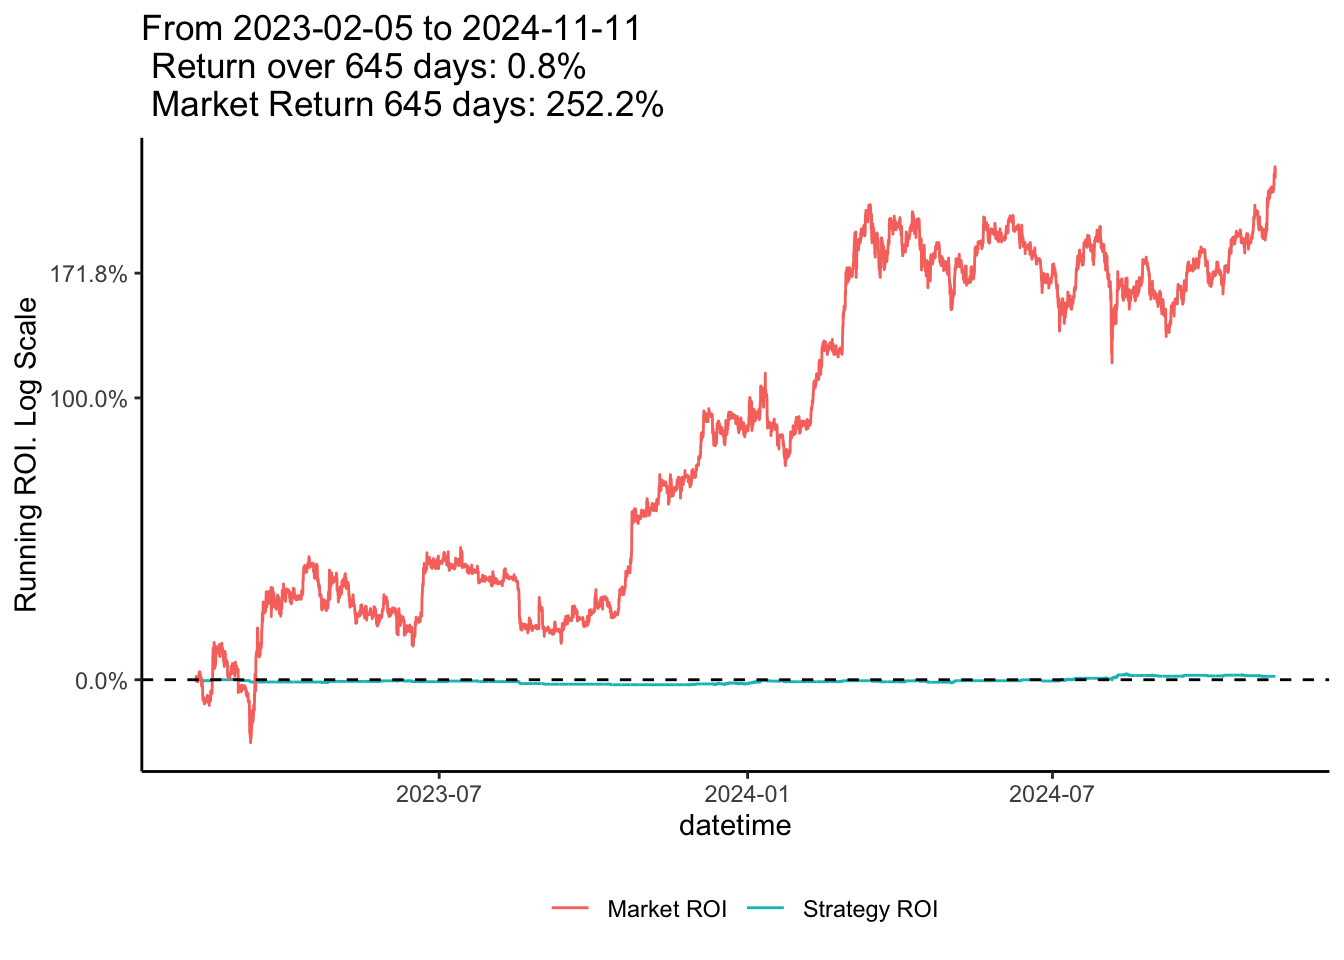 From 2023-02-05 to 2024-11-11
Return over 645 days: 0.8%
Market Return 645 days: 252.2%
Running ROI. Log Scale
171.8%
100.0%
0.0%
2023-07
2024-01
2024-07
datetime
Market ROI
Strategy ROI